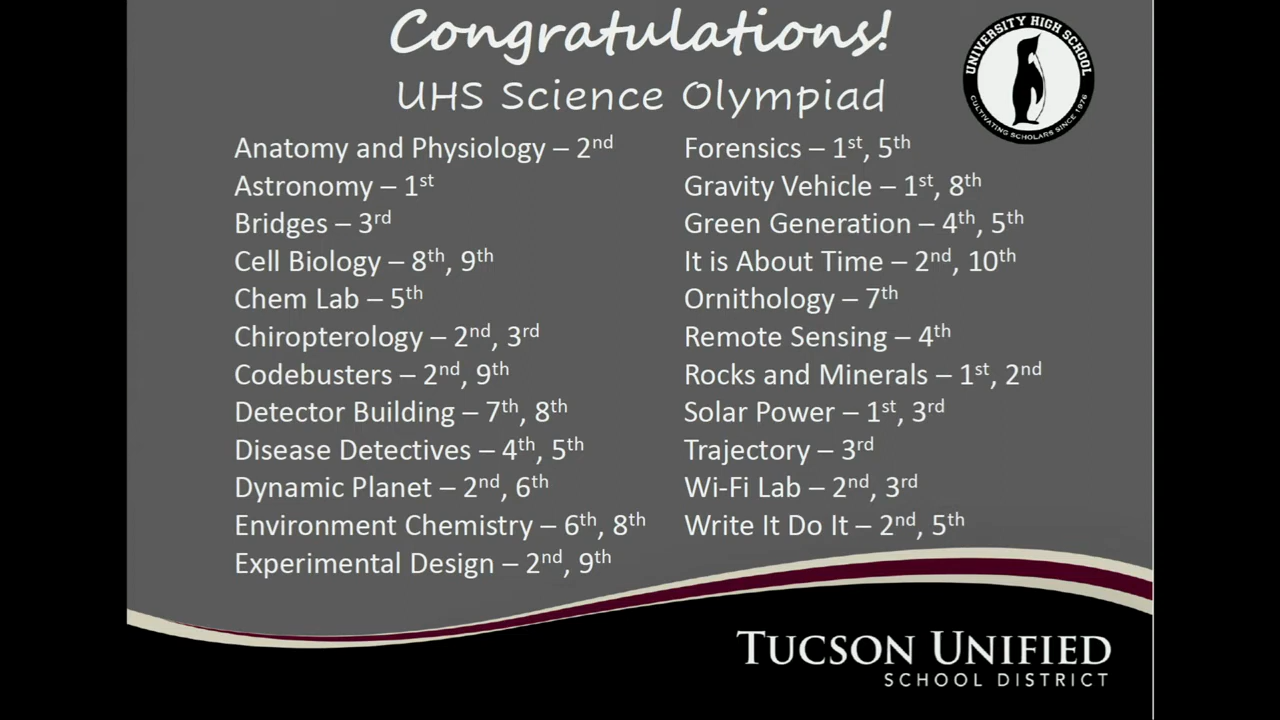 Congratulations!
UHS Science Olympiad
UNIVERSITY HIGH SCHOOL
CULTIVATING SCHOLARS SINCE 1976
Anatomy and Physiology – 2nd
Astronomy – 1st
Bridges – 3rd
Cell Biology – 8th, 9th
Chem Lab – 5th
Chiropterology – 2nd, 3rd
Codebusters – 2nd, 9th
Detector Building – 7th, 8th
Disease Detectives – 4th, 5th
Dynamic Planet – 2nd, 6th
Environment Chemistry – 6th, 8th
Experimental Design – 2nd, 9th
Forensics – 1st, 5th
Gravity Vehicle – 1st, 8th
Green Generation – 4th, 5th
It is About Time – 2nd, 10th
Ornithology – 7th
Remote Sensing – 4th
Rocks and Minerals – 1st, 2nd
Solar Power – 1st, 3rd
Trajectory – 3rd
Wi-Fi Lab – 2nd, 3rd
Write It Do It – 2nd, 5th
TUCSON UNIFIED
SCHOOL DISTRICT